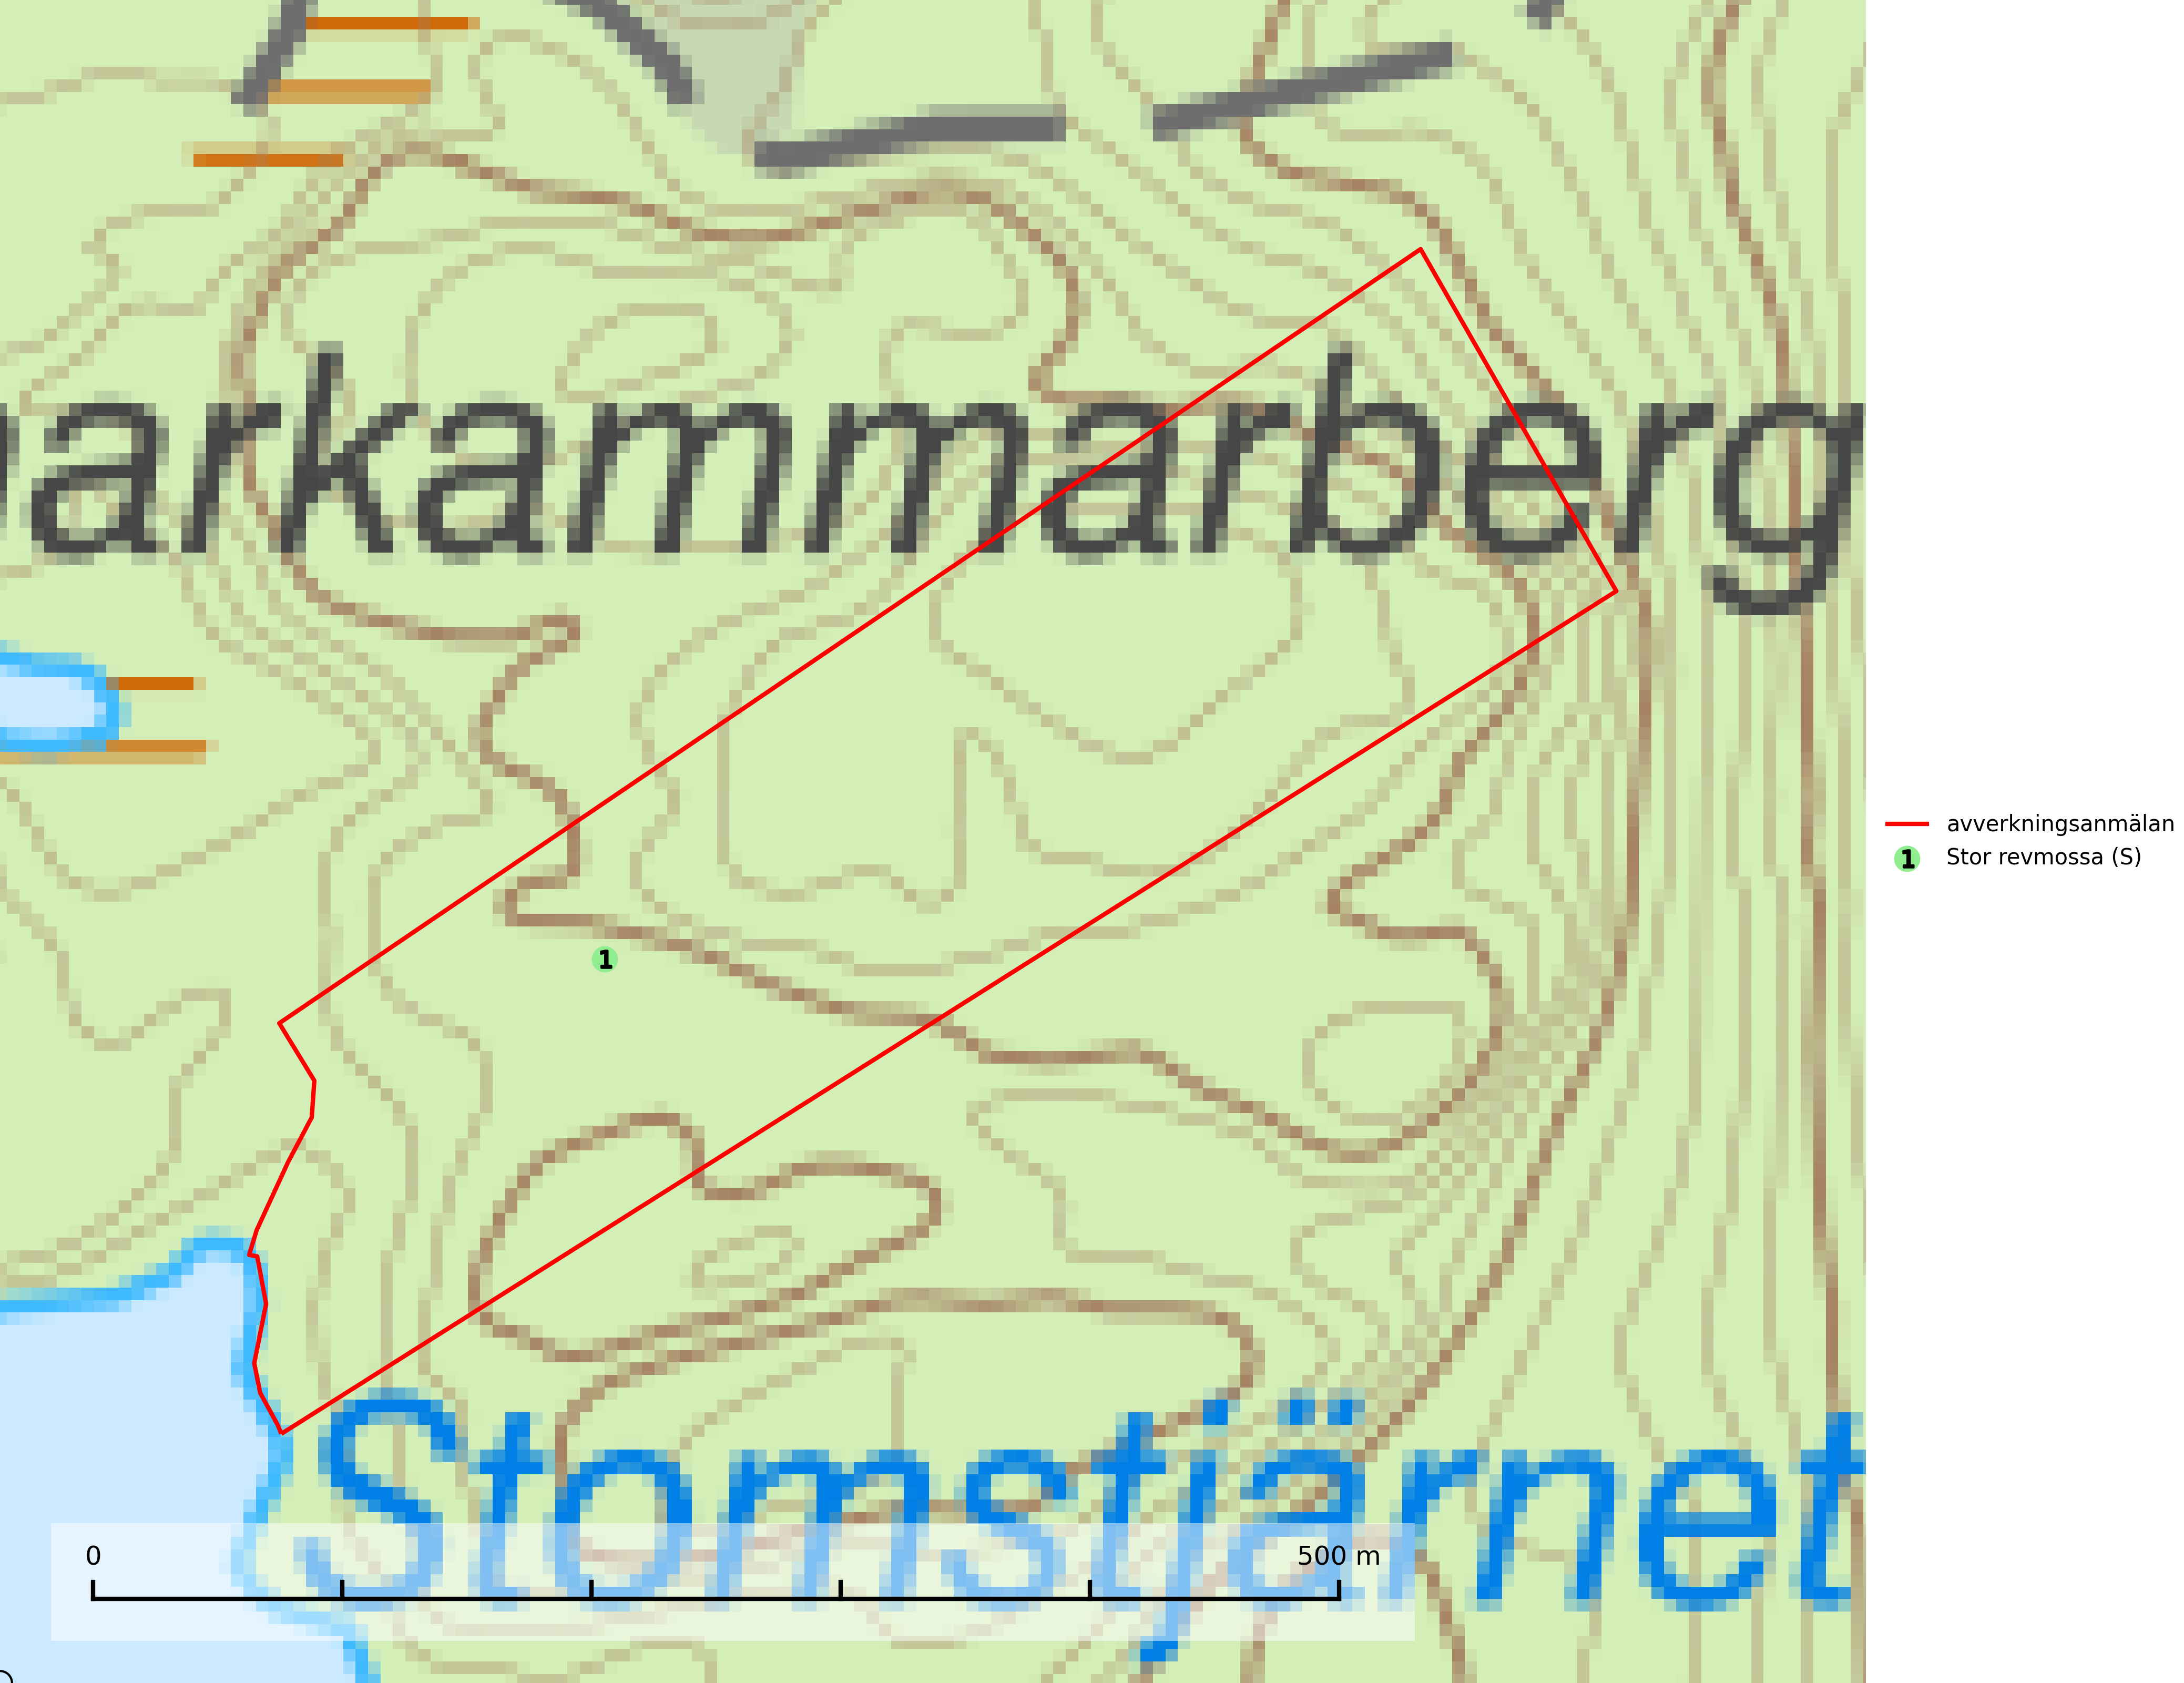 arkammarberg
1
avverkningsanmälan
1 Stor revmossa (S)
Stomstjärnet
0 500 m